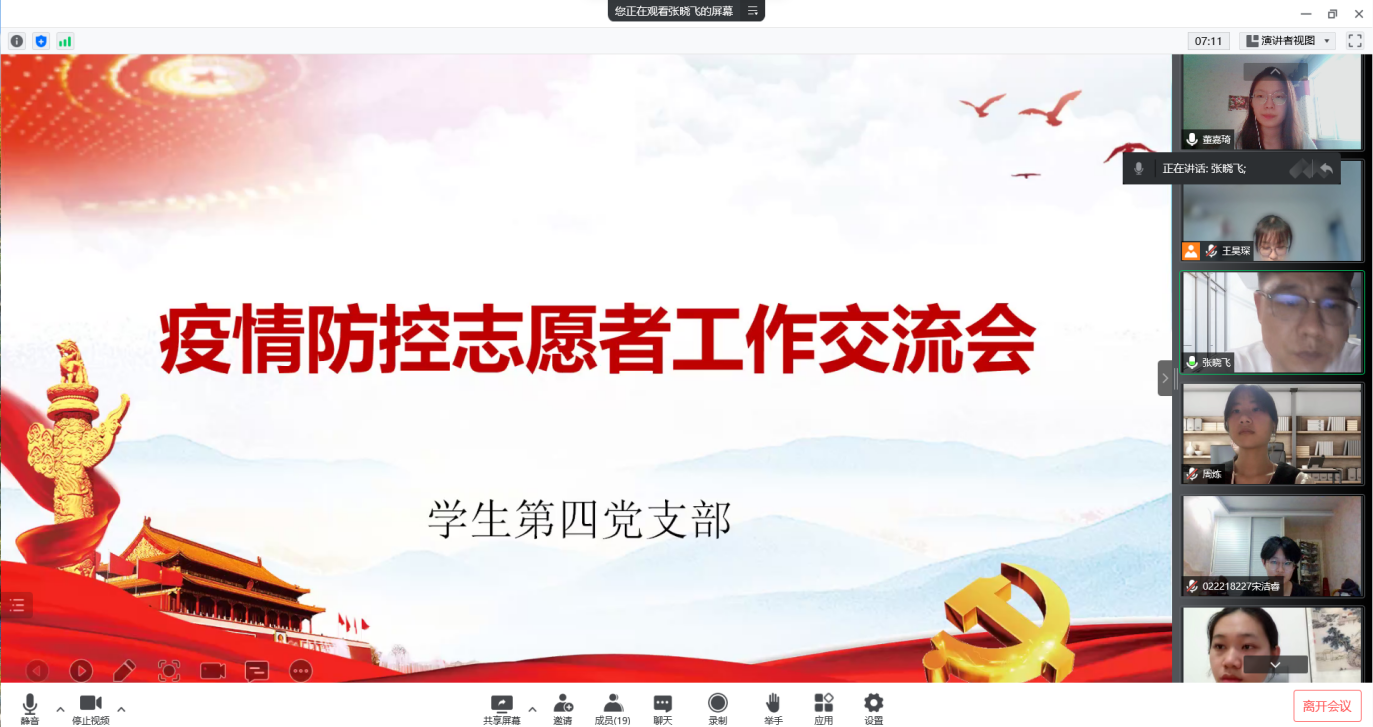 您正在观看张晓飞的屏幕
07:11
演讲者视图
董嘉琦
正在讲话: 张晓飞;
王昊琛
张晓飞
疫情防控志愿者工作交流会
周炼
学生第四党支部
022218227宋洁睿
静音
停止视频
共享屏幕
邀请
成员(19)
聊天
录制
举手
应用
设置
离开会议